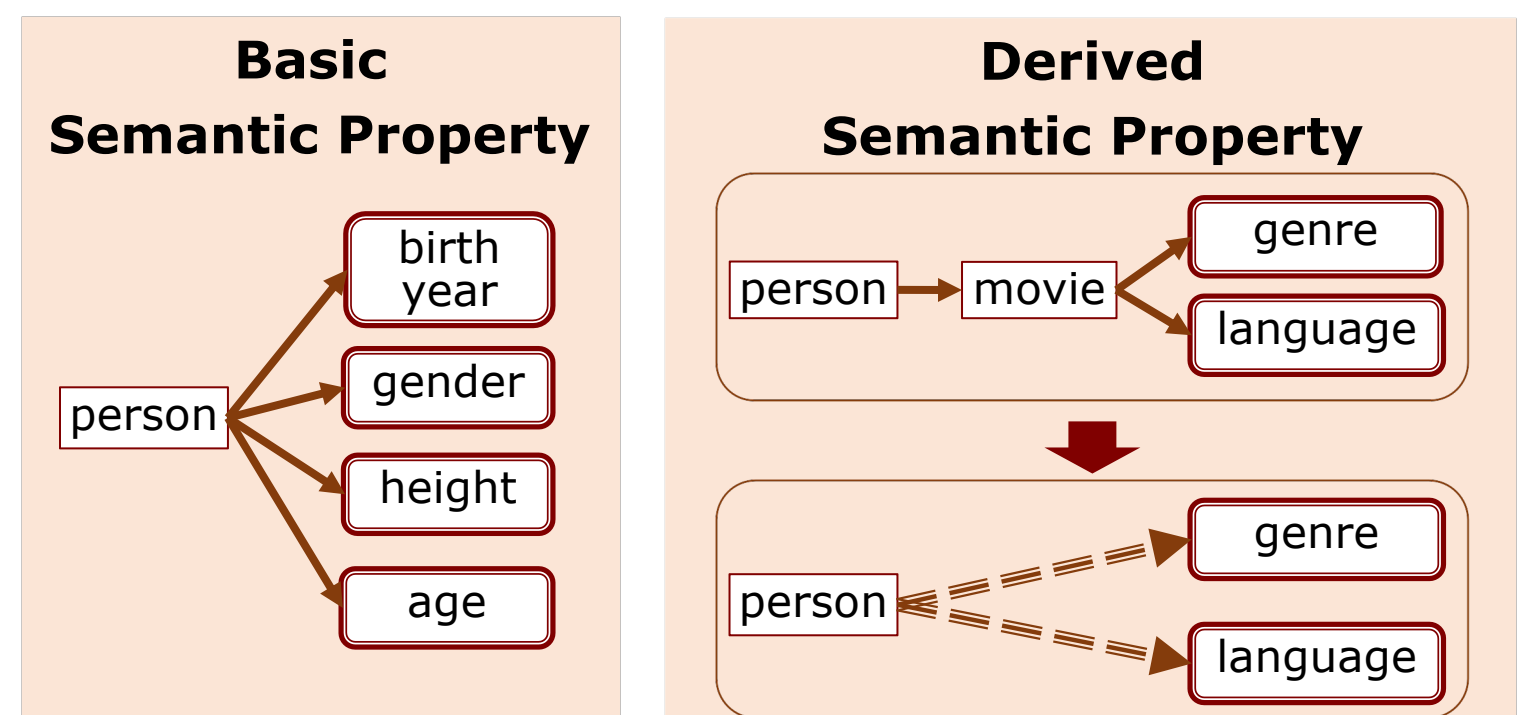 Basic
Semantic Property
person
birth
year
gender
height
age
Derived
Semantic Property
person
movie
genre
language
person
genre
language